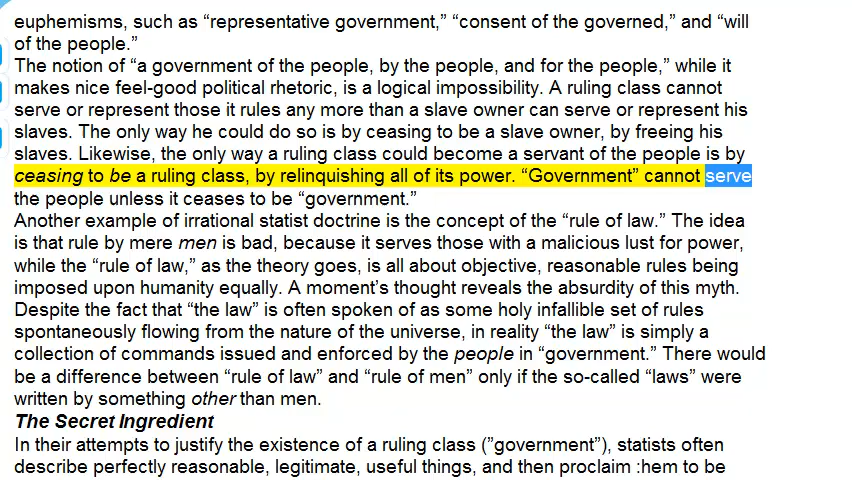 euphemisms, such as “representative government,” “consent of the governed,” and “will
of the people.”
The notion of “a government of the people, by the people, and for the people,” while it
makes nice feel-good political rhetoric, is a logical impossibility. A ruling class cannot
serve or represent those it rules any more than a slave owner can serve or represent his
slaves. The only way he could do so is by ceasing to be a slave owner, by freeing his
slaves. Likewise, the only way a ruling class could become a servant of the people is by
ceasing to be a ruling class, by relinquishing all of its power. “Government” cannot serve
the people unless it ceases to be “government.”
Another example of irrational statist doctrine is the concept of the “rule of law.” The idea
is that rule by mere men is bad, because it serves those with a malicious lust for power,
while the “rule of law,” as the theory goes, is all about objective, reasonable rules being
imposed upon humanity equally. A moment’s thought reveals the absurdity of this myth.
Despite the fact that “the law” is often spoken of as some holy infallible set of rules
spontaneously flowing from the nature of the universe, in reality “the law” is simply a
collection of commands issued and enforced by the people in “government.” There would
be a difference between “rule of law” and “rule of men” only if the so-called “laws” were
written by something other than men.
The Secret Ingredient
In their attempts to justify the existence of a ruling class (”government”), statists often
describe perfectly reasonable, legitimate, useful things, and then proclaim :hem to be